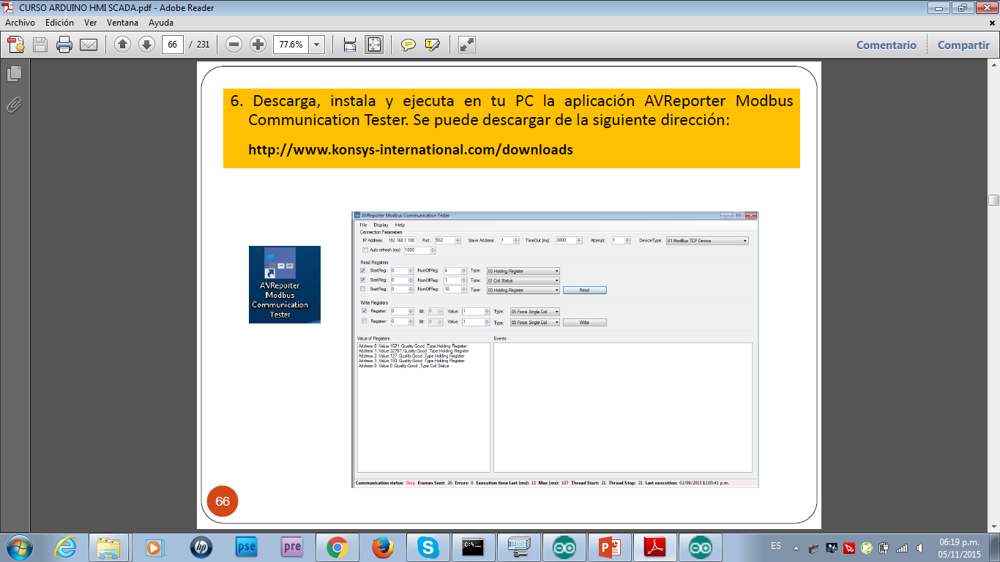 CURSO ARDUINO HMI SCADA.pdf - Adobe Reader
Archivo Edición Ver Ventana Ayuda
66 / 231 77.6% Comentario Compartir
6. Descarga, instala y ejecuta en tu PC la aplicación AVReporter Modbus
Communication Tester. Se puede descargar de la siguiente dirección:
http://www.konsys-international.com/downloads
AVReporter
Modbus
Communication
Tester
AVReporter Modbus Communication Tester
File Display Help
Connection Parameters
IP Address: 192.168.1.100 Port: 502 Slave Address: 1 TimeOut (ms): 3000 Attempt: 1 DeviceType: 01 ModBus TCP Device
Auto refresh (ms): 1000
Read Registers
StartReg: 0 NumOfReg: 4 Type: 03 Holding Register
StartReg: 0 NumOfReg: 1 Type: 01 Coil Status
StartReg: 0 NumOfReg: 10 Type: 03 Holding Register Read
Write Registers
Register: 0 Bit: 0 Value: 1 Type: 05 Force Single Coil
Register: 0 Bit: 0 Value: 1 Type: 05 Force Single Coil Write
Value of Registers: Events:
Address:0 ;Value:1021 ;Quality:Good ;Type:Holding Register
Address:1 ;Value:32767 ;Quality:Good ;Type:Holding Register
Address:2 ;Value:127 ;Quality:Good ;Type:Holding Register
Address:3 ;Value:100 ;Quality:Good ;Type:Holding Register
Address:0 ;Value:0 ;Quality:Good ;Type:Coil Status
Communication status: Stop Frames Sent: 26 Errors: 0 Execution time Last (ms): 13 Max (ms): 107 Thread Start: 21 Thread Stop: 21 Last execution: 02/09/2015 12:05:41 p.m.
66
hp pse pre C:\ ES 06:19 p.m.
05/11/2015